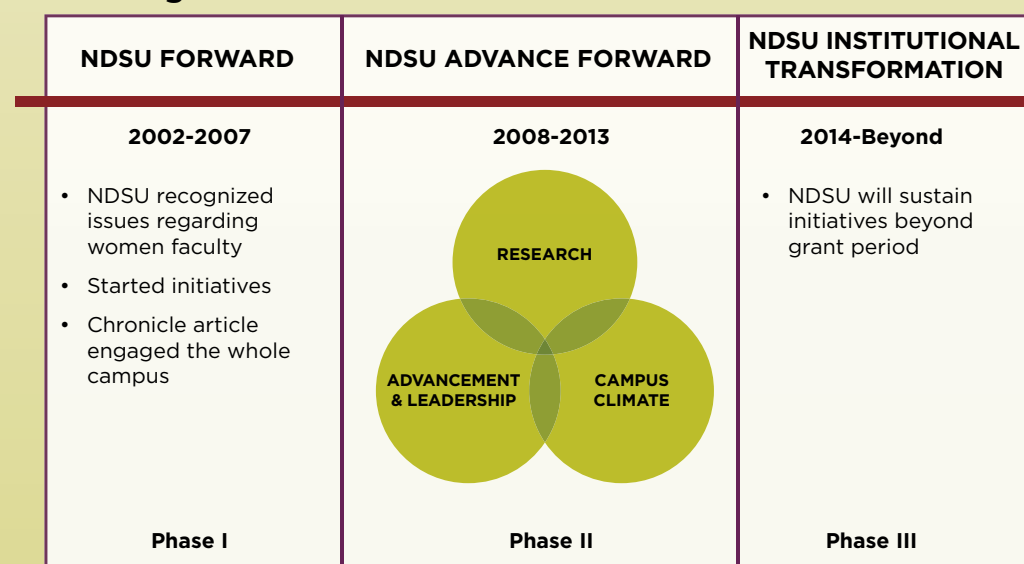 NDSU FORWARD
2002-2007
• NDSU recognized
issues regarding
women faculty
• Started initiatives
• Chronicle article
engaged the whole
campus
Phase I
NDSU ADVANCE FORWARD
2008-2013
RESEARCH
ADVANCEMENT
& LEADERSHIP
CAMPUS
CLIMATE
Phase II
NDSU INSTITUTIONAL
TRANSFORMATION
2014-Beyond
• NDSU will sustain
initiatives beyond
grant period
Phase III